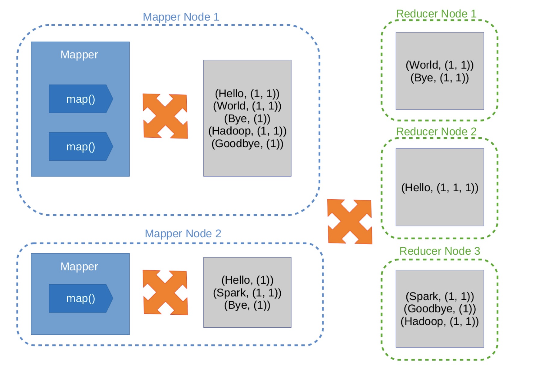 Mapper Node 1
Mapper
map()
map()
(Hello, (1, 1))
(World, (1, 1))
(Bye, (1))
(Hadoop, (1, 1))
(Goodbye, (1))
Mapper Node 2
Mapper
map()
(Hello, (1))
(Spark, (1, 1))
(Bye, (1))
Reducer Node 1
(World, (1, 1))
(Bye, (1, 1))
Reducer Node 2
(Hello, (1, 1, 1))
Reducer Node 3
(Spark, (1, 1))
(Goodbye, (1))
(Hadoop, (1, 1))